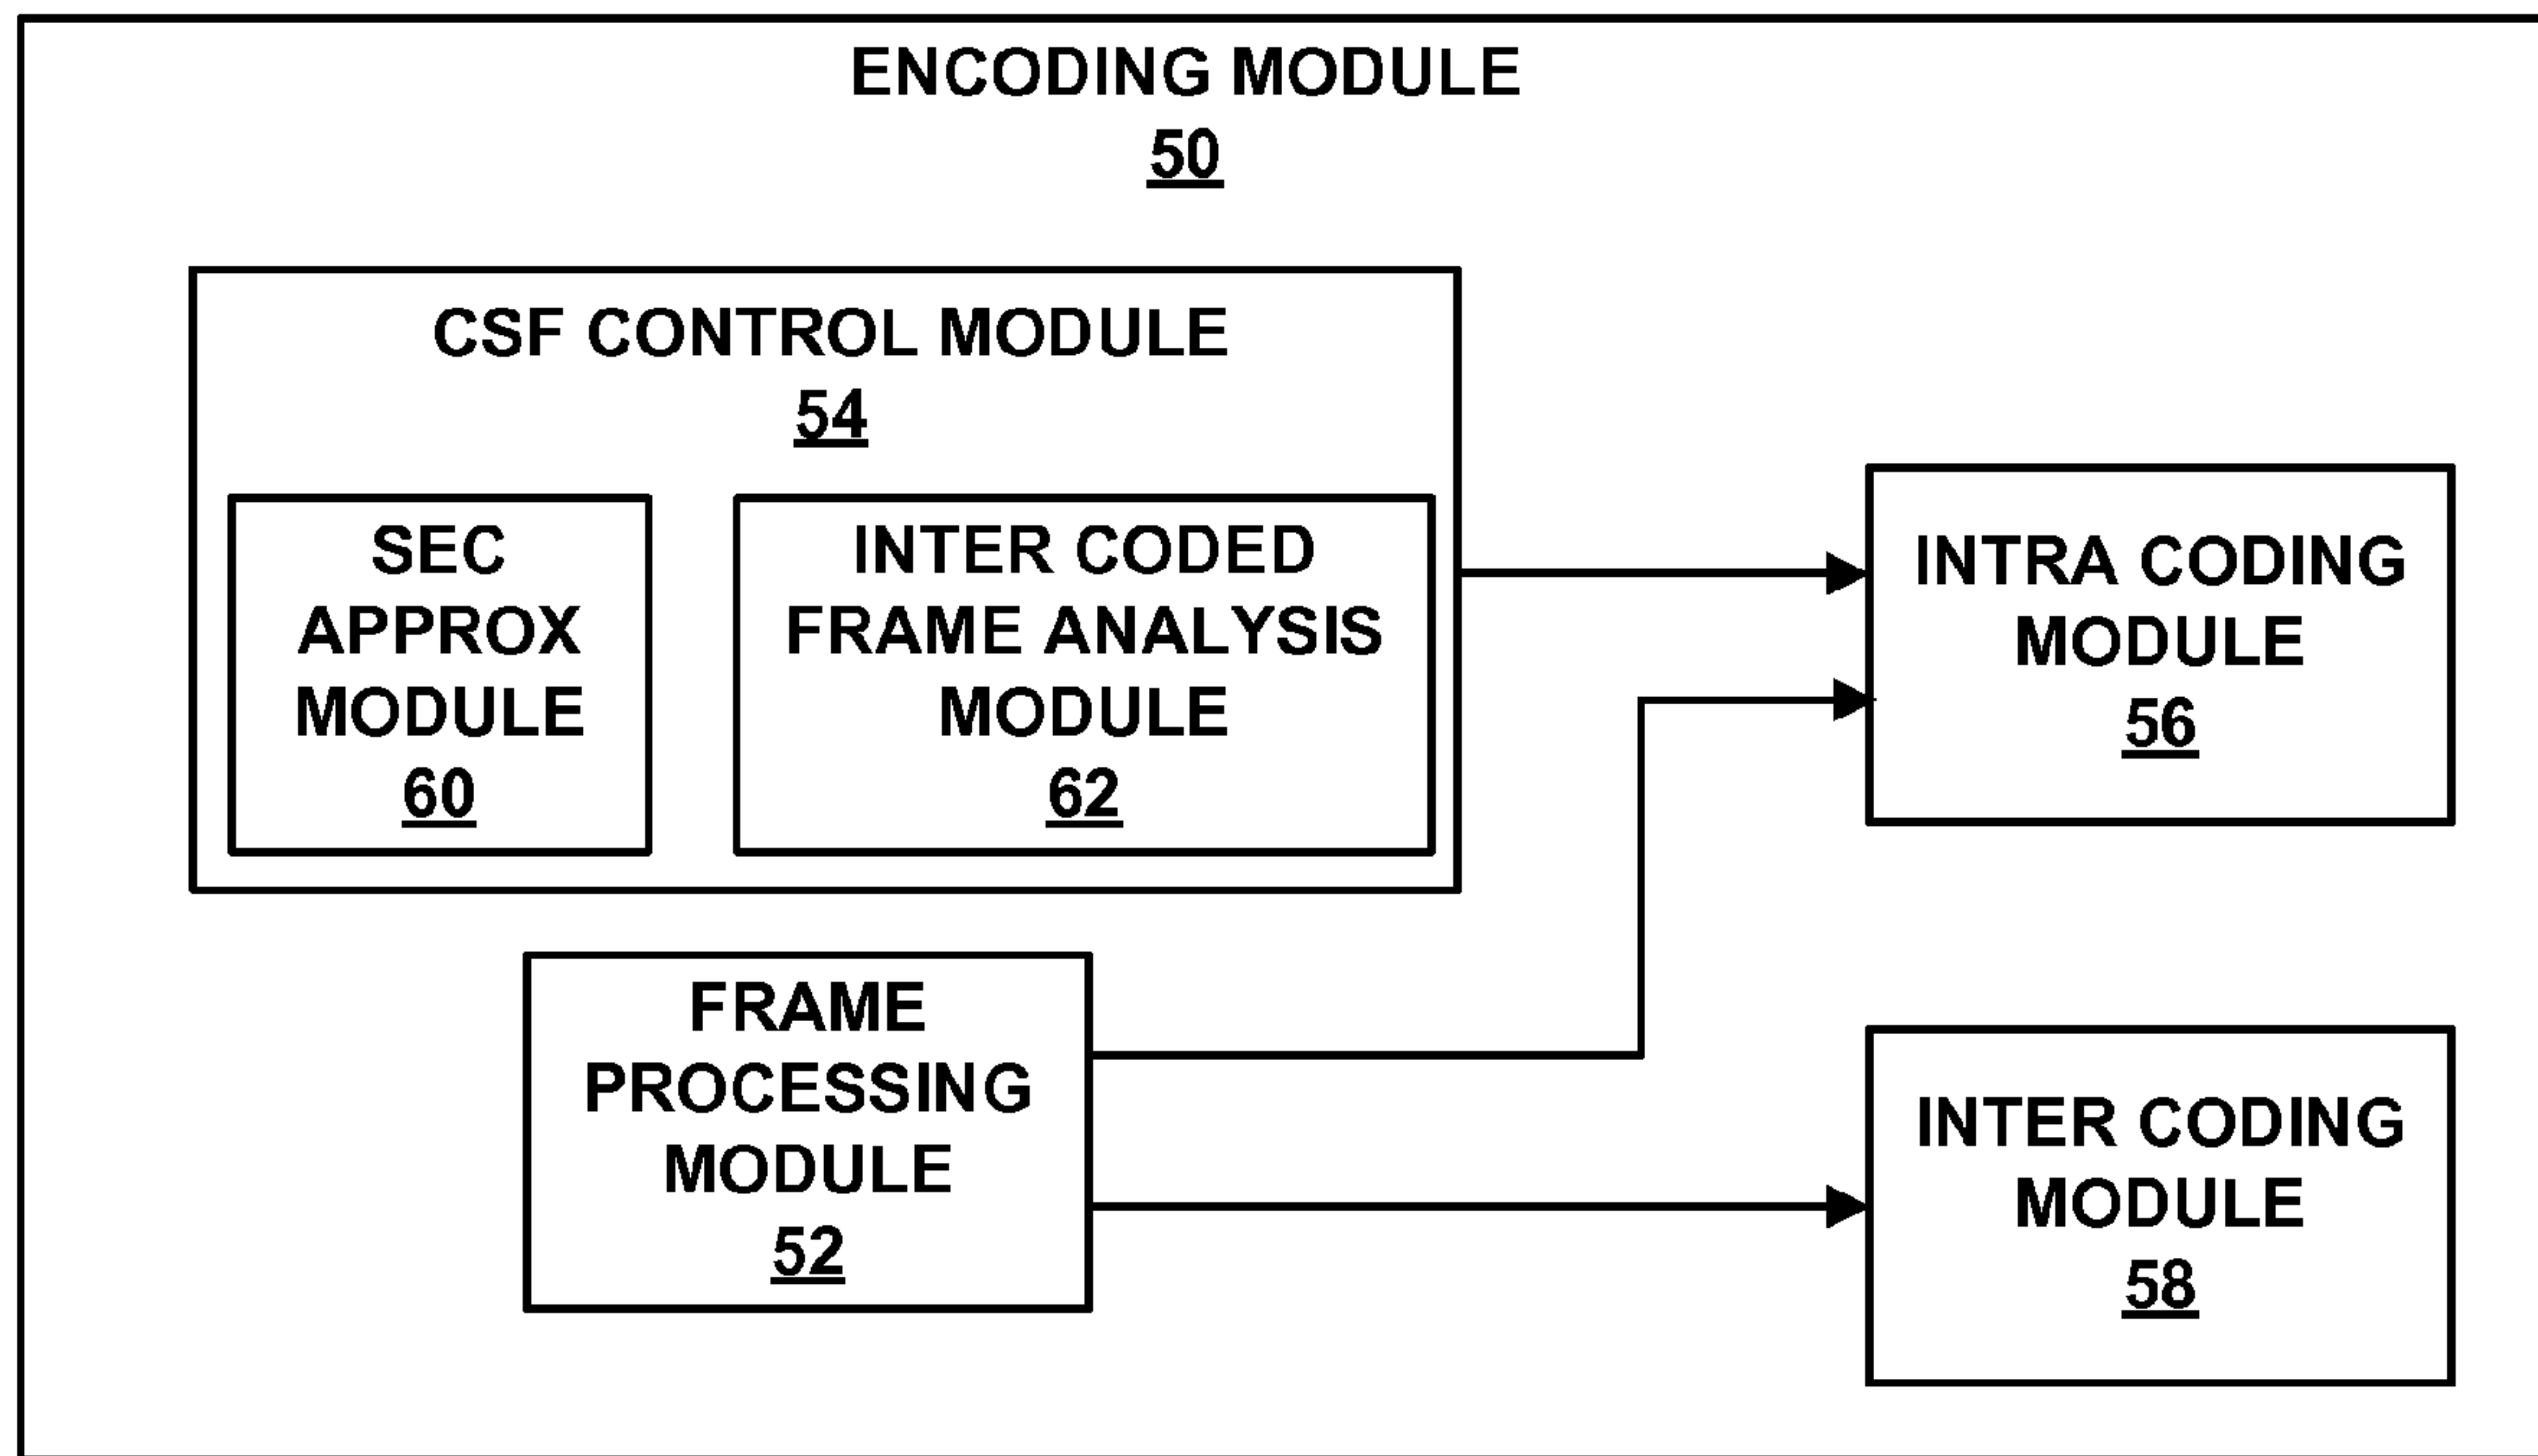 ENCODING MODULE
50
CSF CONTROL MODULE
54
SEC
APPROX
MODULE
60
INTER CODED
FRAME ANALYSIS
MODULE
62
INTRA CODING
MODULE
56
FRAME
PROCESSING
MODULE
52
INTER CODING
MODULE
58